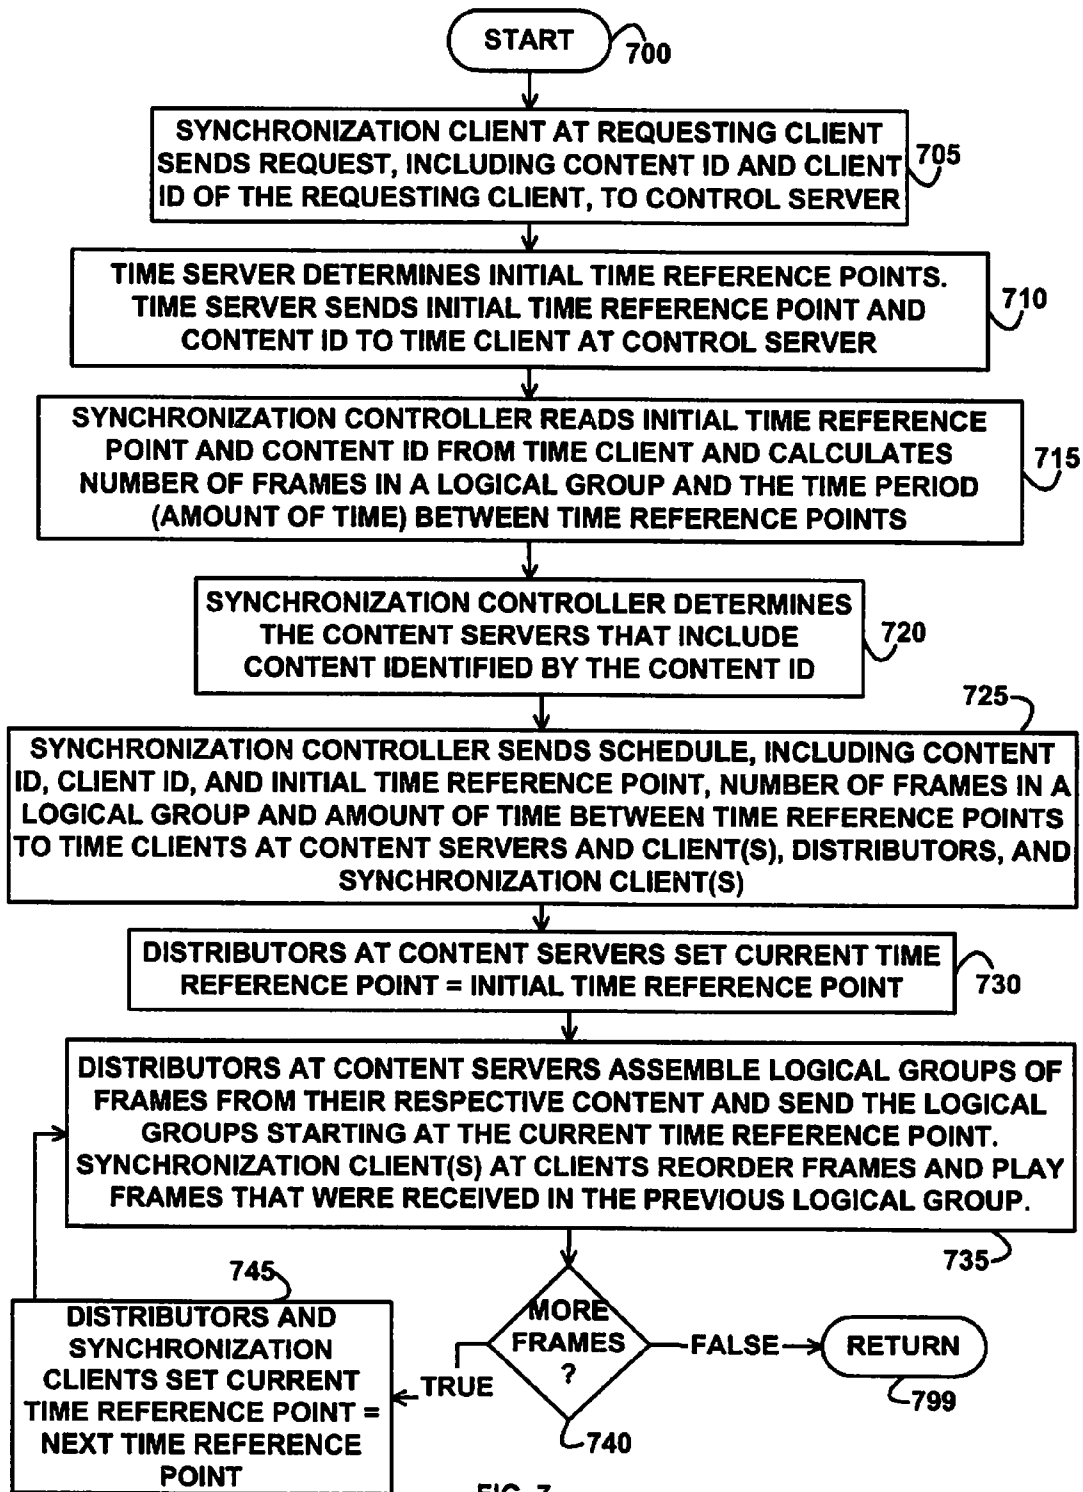 START
700
SYNCHRONIZATION CLIENT AT REQUESTING CLIENT
SENDS REQUEST, INCLUDING CONTENT ID AND CLIENT
ID OF THE REQUESTING CLIENT, TO CONTROL SERVER
705
TIME SERVER DETERMINES INITIAL TIME REFERENCE POINTS.
TIME SERVER SENDS INITIAL TIME REFERENCE POINT AND
CONTENT ID TO TIME CLIENT AT CONTROL SERVER
710
SYNCHRONIZATION CONTROLLER READS INITIAL TIME REFERENCE
POINT AND CONTENT ID FROM TIME CLIENT AND CALCULATES
NUMBER OF FRAMES IN A LOGICAL GROUP AND THE TIME PERIOD
(AMOUNT OF TIME) BETWEEN TIME REFERENCE POINTS
715
SYNCHRONIZATION CONTROLLER DETERMINES
THE CONTENT SERVERS THAT INCLUDE
CONTENT IDENTIFIED BY THE CONTENT ID
720
725
SYNCHRONIZATION CONTROLLER SENDS SCHEDULE, INCLUDING CONTENT
ID, CLIENT ID, AND INITIAL TIME REFERENCE POINT, NUMBER OF FRAMES IN A
LOGICAL GROUP AND AMOUNT OF TIME BETWEEN TIME REFERENCE POINTS
TO TIME CLIENTS AT CONTENT SERVERS AND CLIENT(S), DISTRIBUTORS, AND
SYNCHRONIZATION CLIENT(S)
DISTRIBUTORS AT CONTENT SERVERS SET CURRENT TIME
REFERENCE POINT = INITIAL TIME REFERENCE POINT
730
DISTRIBUTORS AT CONTENT SERVERS ASSEMBLE LOGICAL GROUPS OF
FRAMES FROM THEIR RESPECTIVE CONTENT AND SEND THE LOGICAL
GROUPS STARTING AT THE CURRENT TIME REFERENCE POINT.
SYNCHRONIZATION CLIENT(S) AT CLIENTS REORDER FRAMES AND PLAY
FRAMES THAT WERE RECEIVED IN THE PREVIOUS LOGICAL GROUP.
735
MORE
FRAMES
?
740
FALSE
RETURN
799
TRUE
745
DISTRIBUTORS AND
SYNCHRONIZATION
CLIENTS SET CURRENT
TIME REFERENCE POINT =
NEXT TIME REFERENCE
POINT
FIG. 7